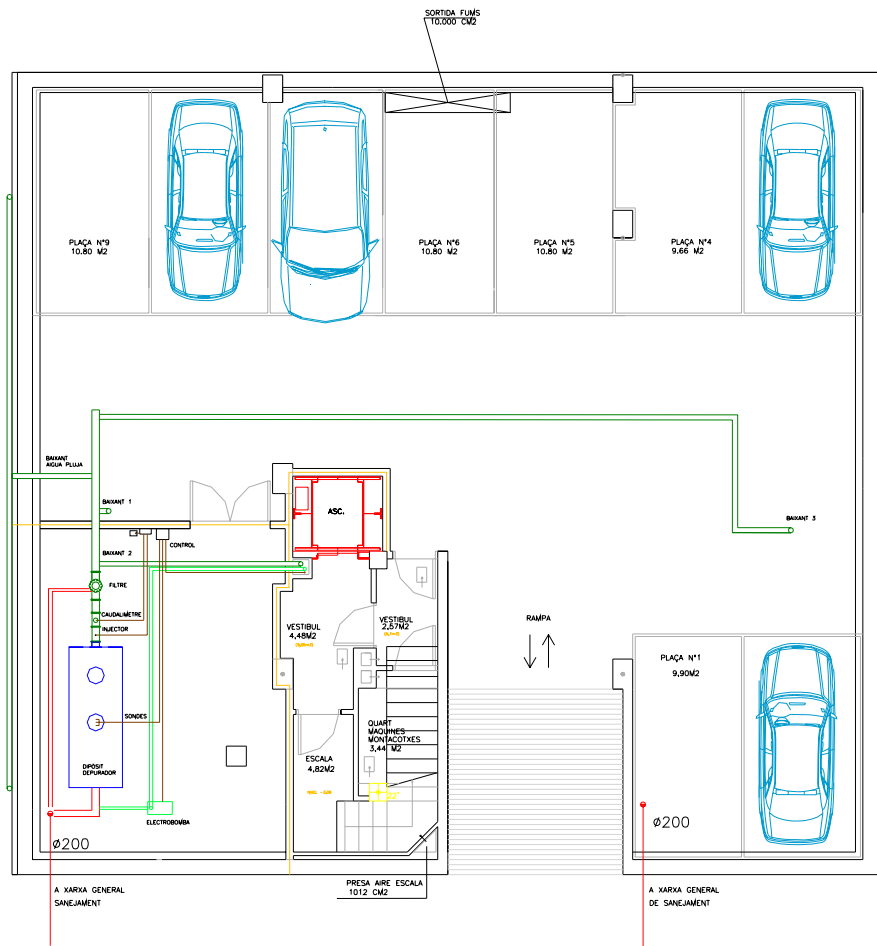 SORTIDA FUMS
10.000 CM2
PLAÇA Nº9
10.80 M2
PLAÇA Nº6
10.80 M2
PLAÇA Nº5
10.80 M2
PLAÇA Nº4
9.66 M2
BAIXANT
AIGUA PLUJA
BAIXANT 1
CONTROL
BAIXANT 2
FILTRE
CAUDALIMETRE
INJECTOR
SONDES
DIPOSIT
DEPURADOR
ELECTROBOMBA
ø200
A XARXA GENERAL
SANEJAMENT
ASC.
VESTIBUL
4,48M2
VESTIBUL
2,57M2
QUART
MAQUINES
MONTACOTXES
3,44 M2
ESCALA
4,82M2
PRESA AIRE ESCALA
1012 CM2
RAMPA
BAIXANT 3
PLAÇA Nº1
9,90M2
ø200
A XARXA GENERAL
DE SANEJAMENT